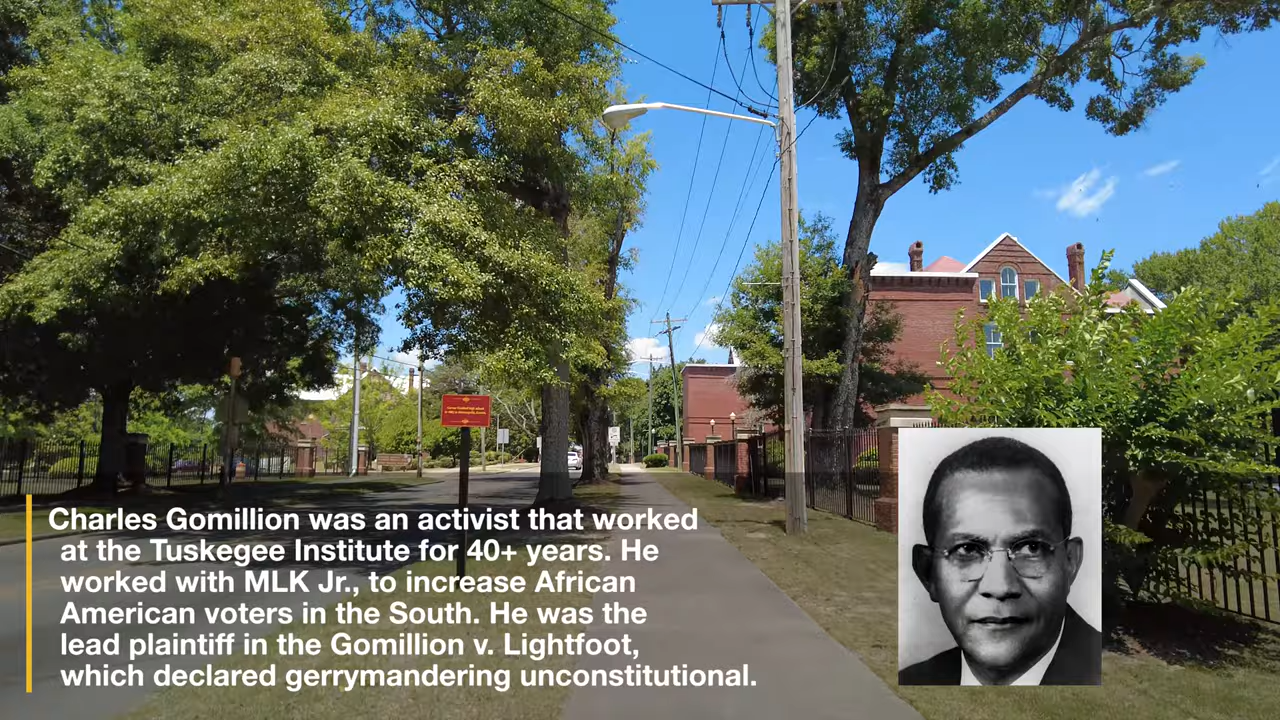 Charles Gomillion was an activist that worked
at the Tuskegee Institute for 40+ years. He
worked with MLK Jr., to increase African
American voters in the South. He was the
lead plaintiff in the Gomillion v. Lightfoot,
which declared gerrymandering unconstitutional.